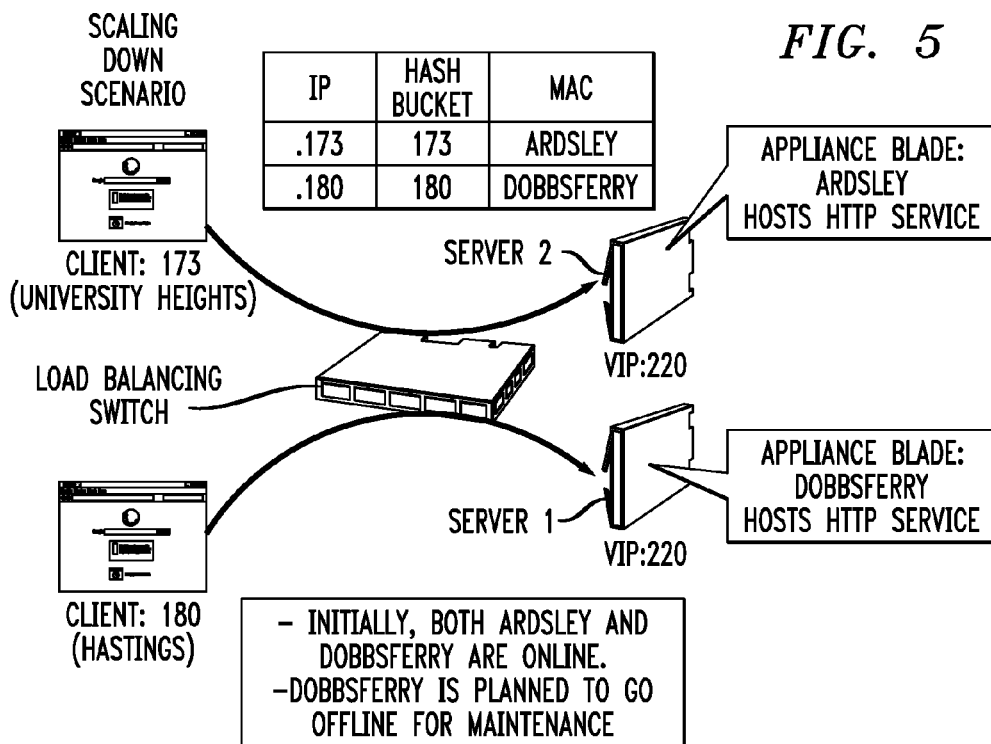 SCALING
DOWN
SCENARIO
FIG. 5
IP HASH BUCKET MAC
.173 173 ARDSLEY
.180 180 DOBBSFERRY
APPLIANCE BLADE:
ARDSLEY
HOSTS HTTP SERVICE
SERVER 2
CLIENT: 173
(UNIVERSITY HEIGHTS)
VIP:220
LOAD BALANCING
SWITCH
APPLIANCE BLADE:
DOBBSFERRY
HOSTS HTTP SERVICE
SERVER 1
VIP:220
CLIENT: 180
(HASTINGS)
- INITIALLY, BOTH ARDSLEY AND
DOBBSFERRY ARE ONLINE.
-DOBBSFERRY IS PLANNED TO GO
OFFLINE FOR MAINTENANCE